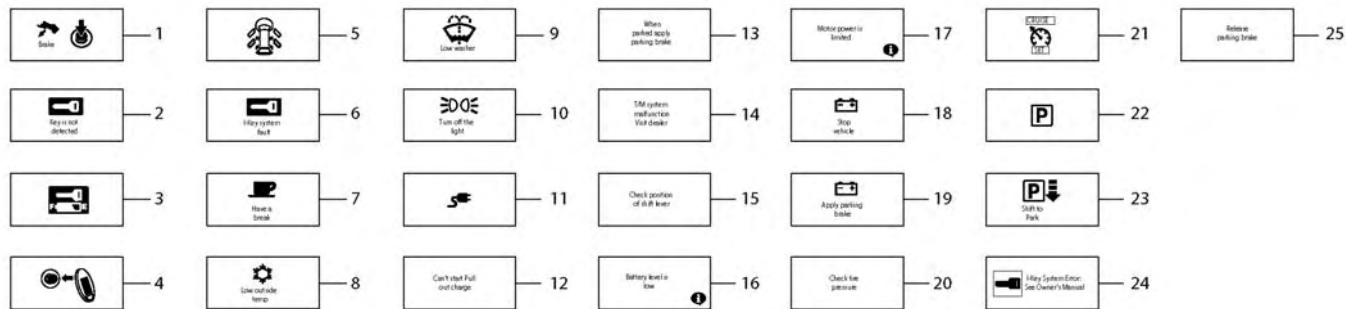 Brake
1
Key is not
detected
2
3
4
5
I-Key system
fault
6
Have a
break
7
Low outside
temp
8
Low washer
9
Turn off the
light
10
11
Can't start Pull
out charge
12
When
parked apply
parking brake
13
T/M system
malfunction
Visit dealer
14
Check position
of shift lever
15
Battery level is
low
16
Motor power is
limited
17
Stop
vehicle
18
Apply parking
brake
19
Check tire
pressure
20
CRUISE
SET
21
P
22
P
Shift to
Park
23
I-Key System Error:
See Owner's Manual
24
Release
parking brake
25